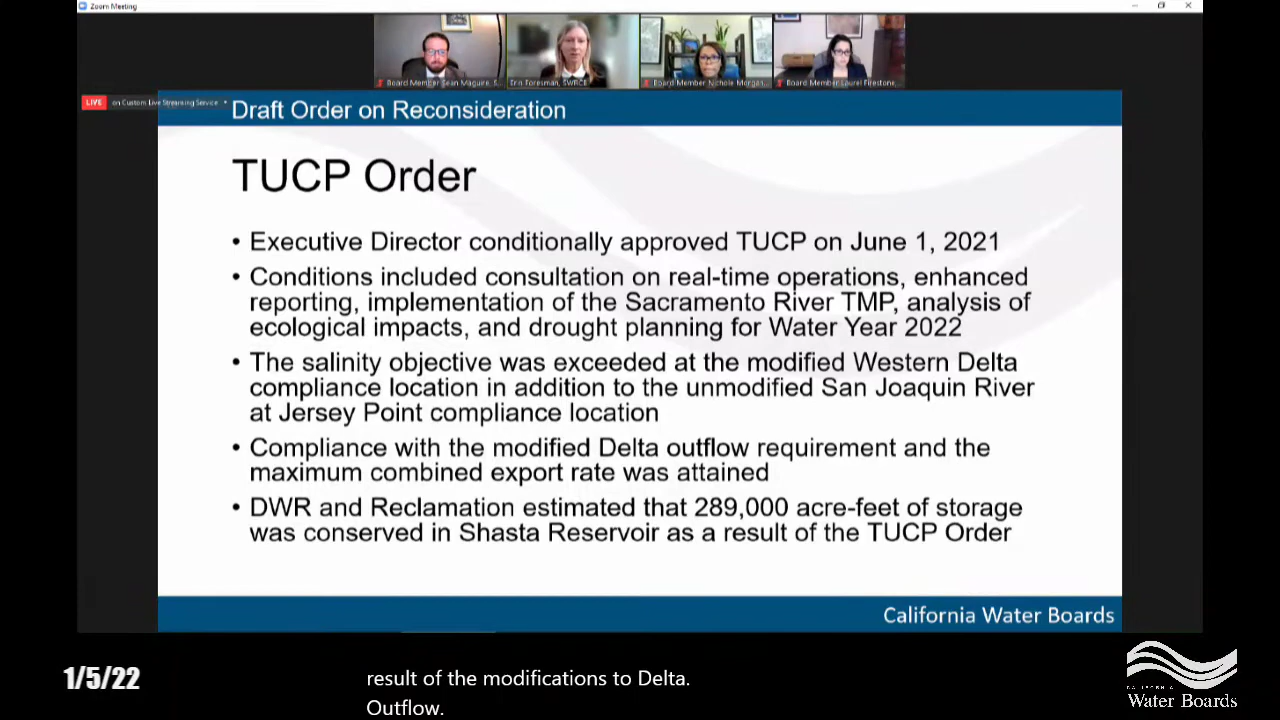 Zoom Meeting
Board Member Sean Maguire, S...
Erin Foresman, SWRCB
Board Member Nichole Morgan...
Board Member Laurel Firestone,...
LIVE on Custom Live Streaming Service
Draft Order on Reconsideration
TUCP Order
• Executive Director conditionally approved TUCP on June 1, 2021
• Conditions included consultation on real-time operations, enhanced
reporting, implementation of the Sacramento River TMP, analysis of
ecological impacts, and drought planning for Water Year 2022
• The salinity objective was exceeded at the modified Western Delta
compliance location in addition to the unmodified San Joaquin River
at Jersey Point compliance location
• Compliance with the modified Delta outflow requirement and the
maximum combined export rate was attained
• DWR and Reclamation estimated that 289,000 acre-feet of storage
was conserved in Shasta Reservoir as a result of the TUCP Order
California Water Boards
1/5/22
result of the modifications to Delta.
Outflow.
CALIFORNIA
Water Boards